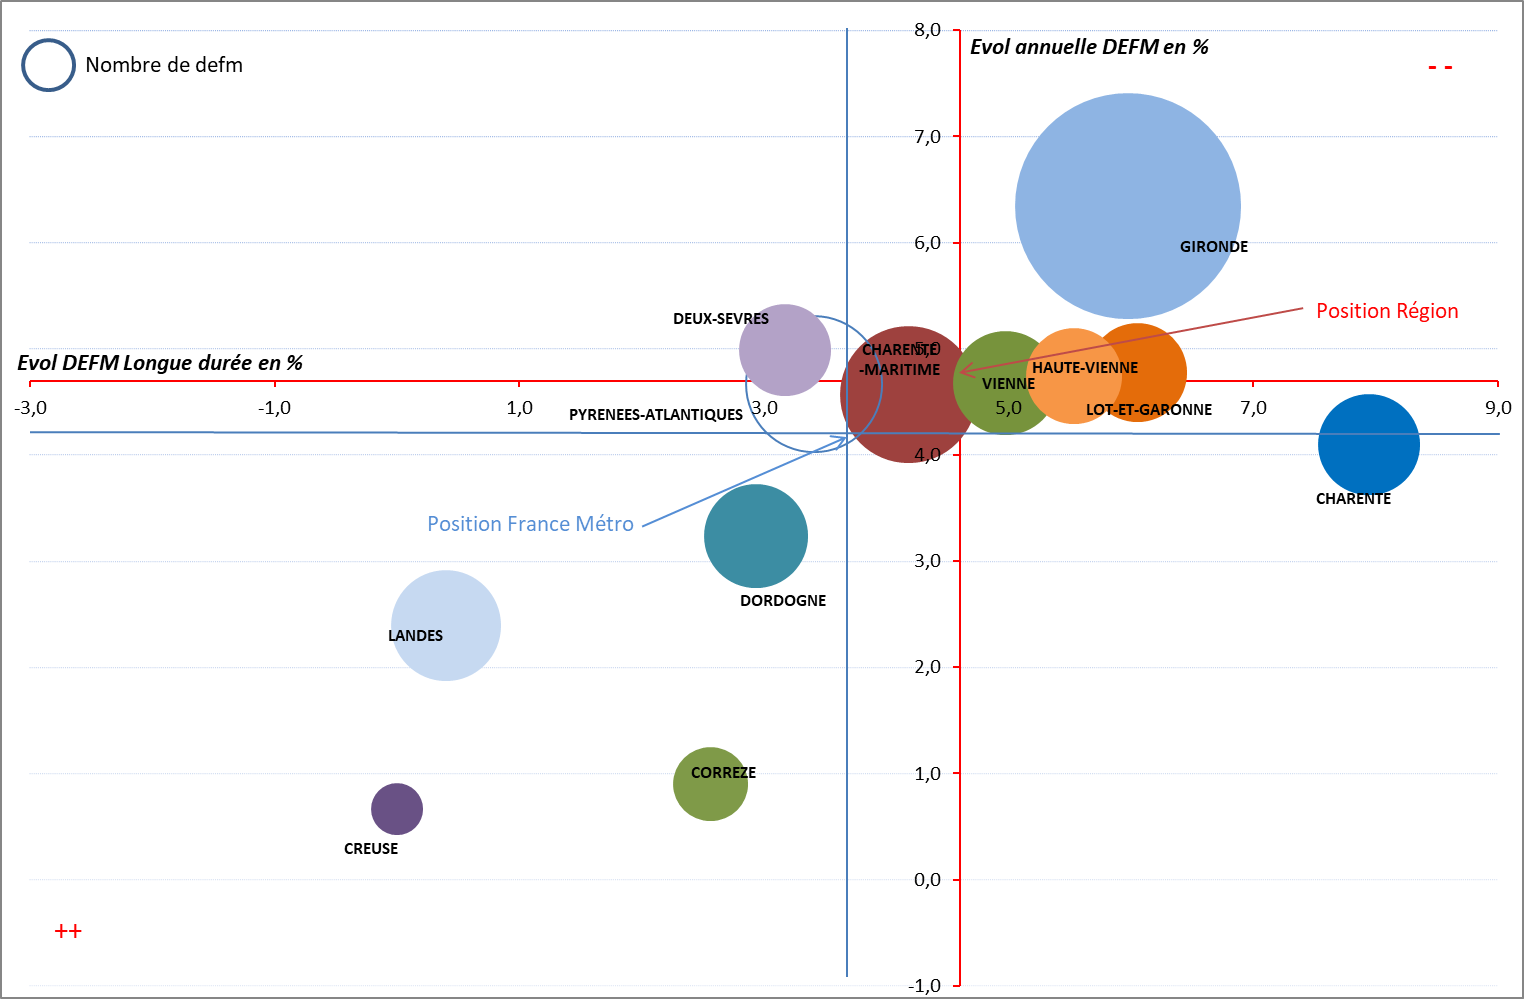 8,0
Evol annuelle DEFM en %
- -
Nombre de defm
7,0
6,0
GIRONDE
Position Région
DEUX-SEVRES
5,0
CHARENTE
-MARITIME
Evol DEFM Longue durée en %
HAUTE-VIENNE
VIENNE
-3,0
-1,0
1,0
3,0
5,0
7,0
9,0
PYRENEES-ATLANTIQUES
LOT-ET-GARONNE
4,0
CHARENTE
Position France Métro
3,0
DORDOGNE
LANDES
2,0
CORREZE
1,0
CREUSE
0,0
++
-1,0